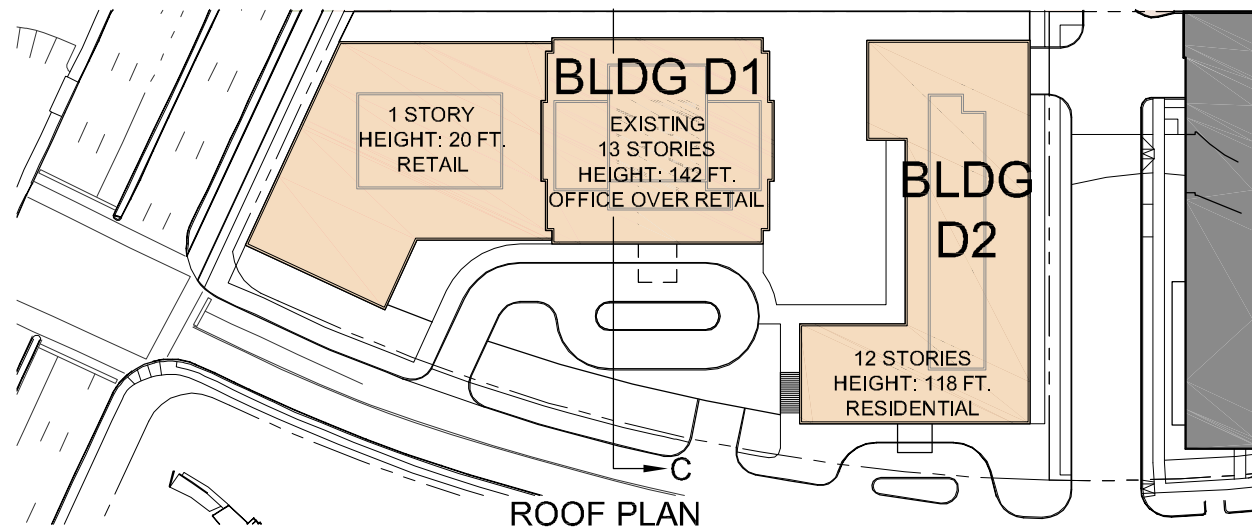 BLDG D1
1 STORY
HEIGHT: 20 FT.
RETAIL
EXISTING
13 STORIES
HEIGHT: 142 FT.
OFFICE OVER RETAIL
BLDG
D2
12 STORIES
HEIGHT: 118 FT.
RESIDENTIAL
C
ROOF PLAN